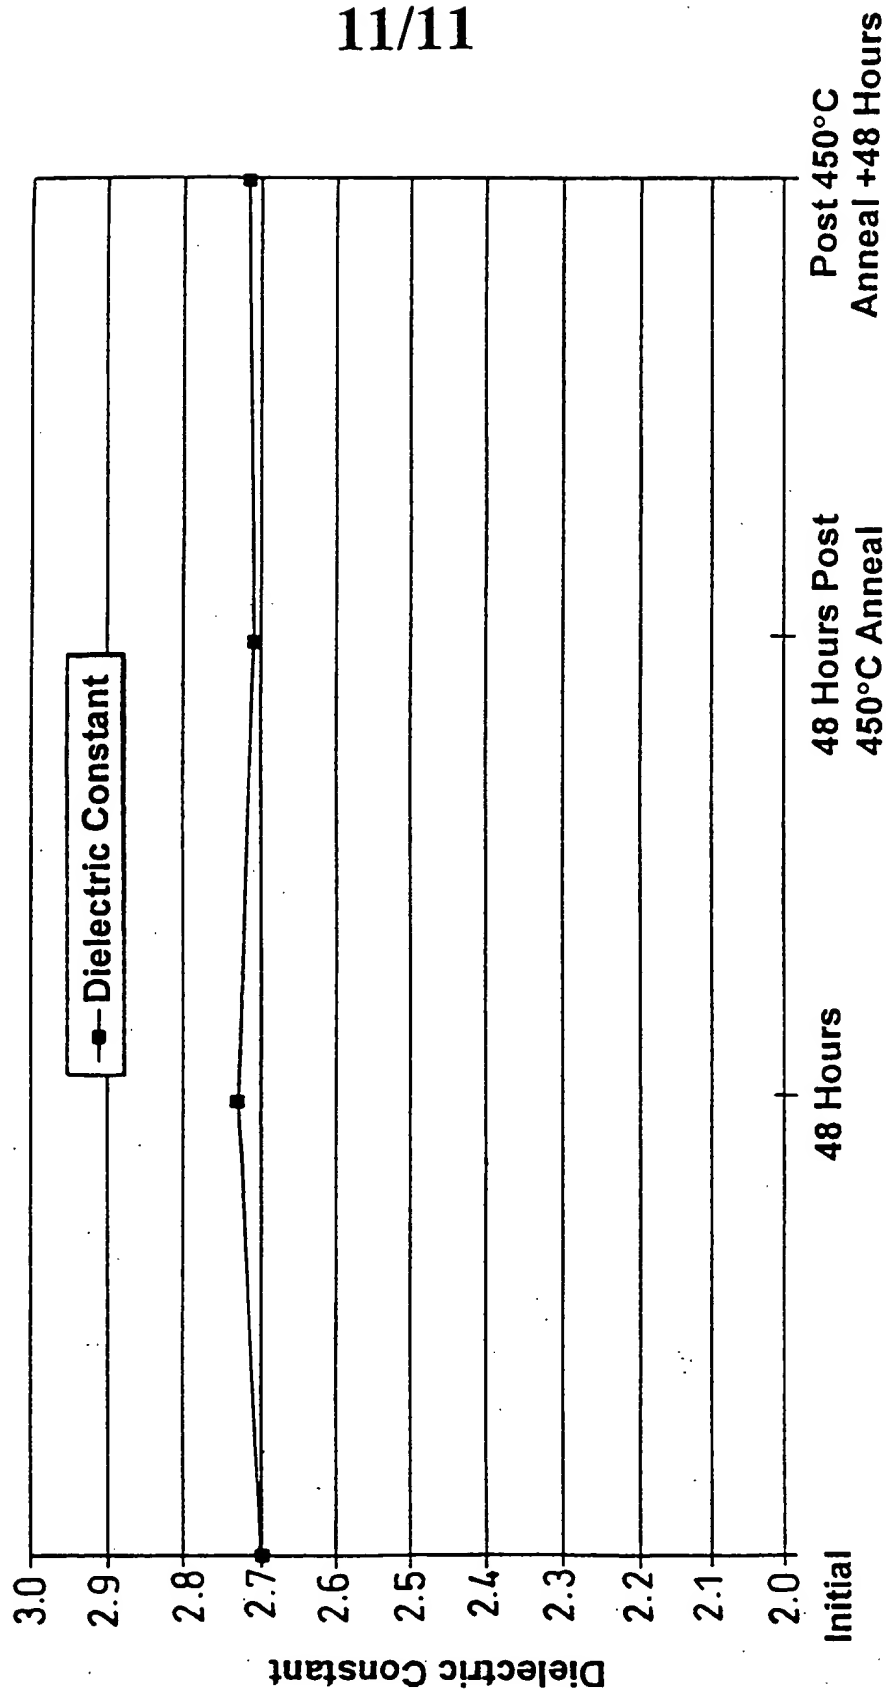 11/11
Dielectric Constant
3.0
2.9
2.8
2.7
2.6
2.5
2.4
2.3
2.2
2.1
2.0
Dielectric Constant
Initial
48 Hours
48 Hours Post
450°C Anneal
Post 450°C
Anneal +48 Hours